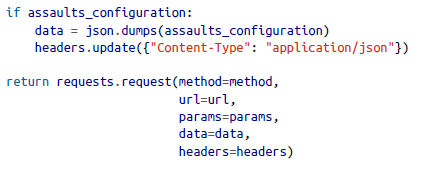 if assaults_configuration:
    data = json.dumps(assaults_configuration)
    headers.update({"Content-Type": "application/json"})

return requests.request(method=method,
                        url=url,
                        params=params,
                        data=data,
                        headers=headers)